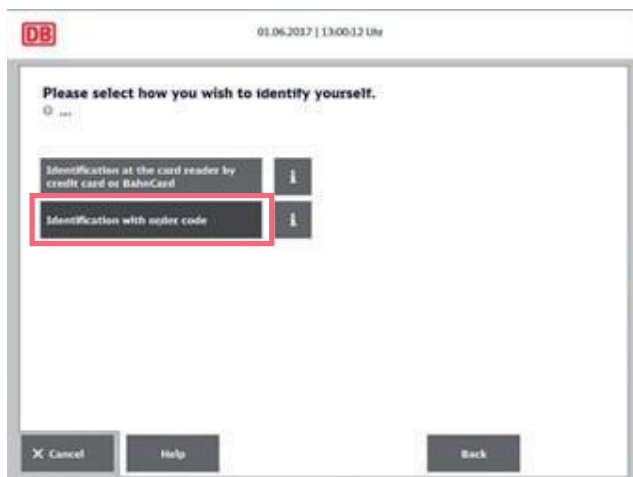 DB
01.06.2017 | 13:00:12 Uhr
Please select how you wish to identify yourself.
...
Identification at the card reader by
credit card or BahnCard
i
Identification with order code
i
X Cancel
Help
Back